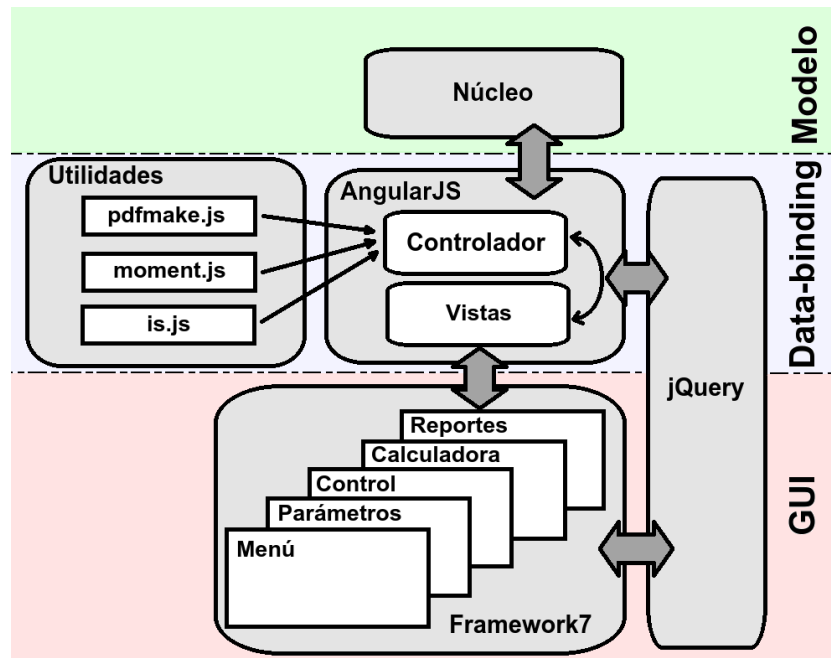 Modelo
Núcleo
Data-binding
Utilidades
pdfmake.js
moment.js
is.js
AngularJS
Controlador
Vistas
jQuery
GUI
Reportes
Calculadora
Control
Parámetros
Menú
Framework7